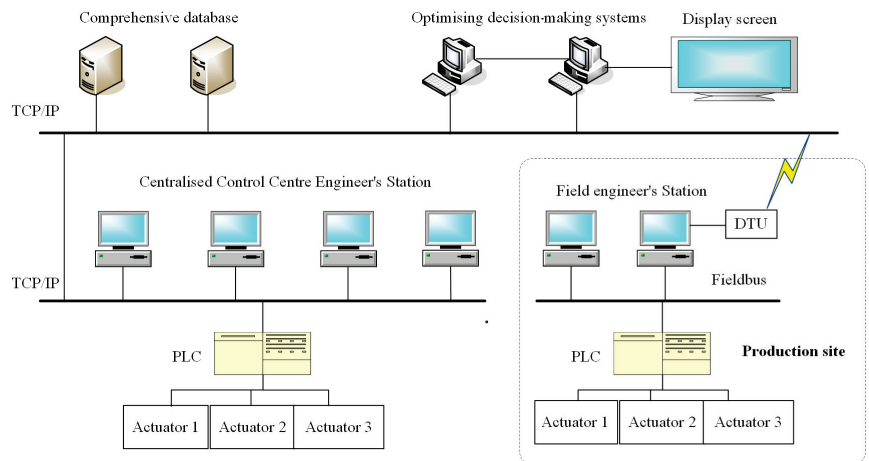 Comprehensive database
Optimising decision-making systems
Display screen
TCP/IP
Centralised Control Centre Engineer's Station
Field engineer's Station
DTU
TCP/IP
Fieldbus
PLC
PLC
Production site
Actuator 1
Actuator 2
Actuator 3
Actuator 1
Actuator 2
Actuator 3